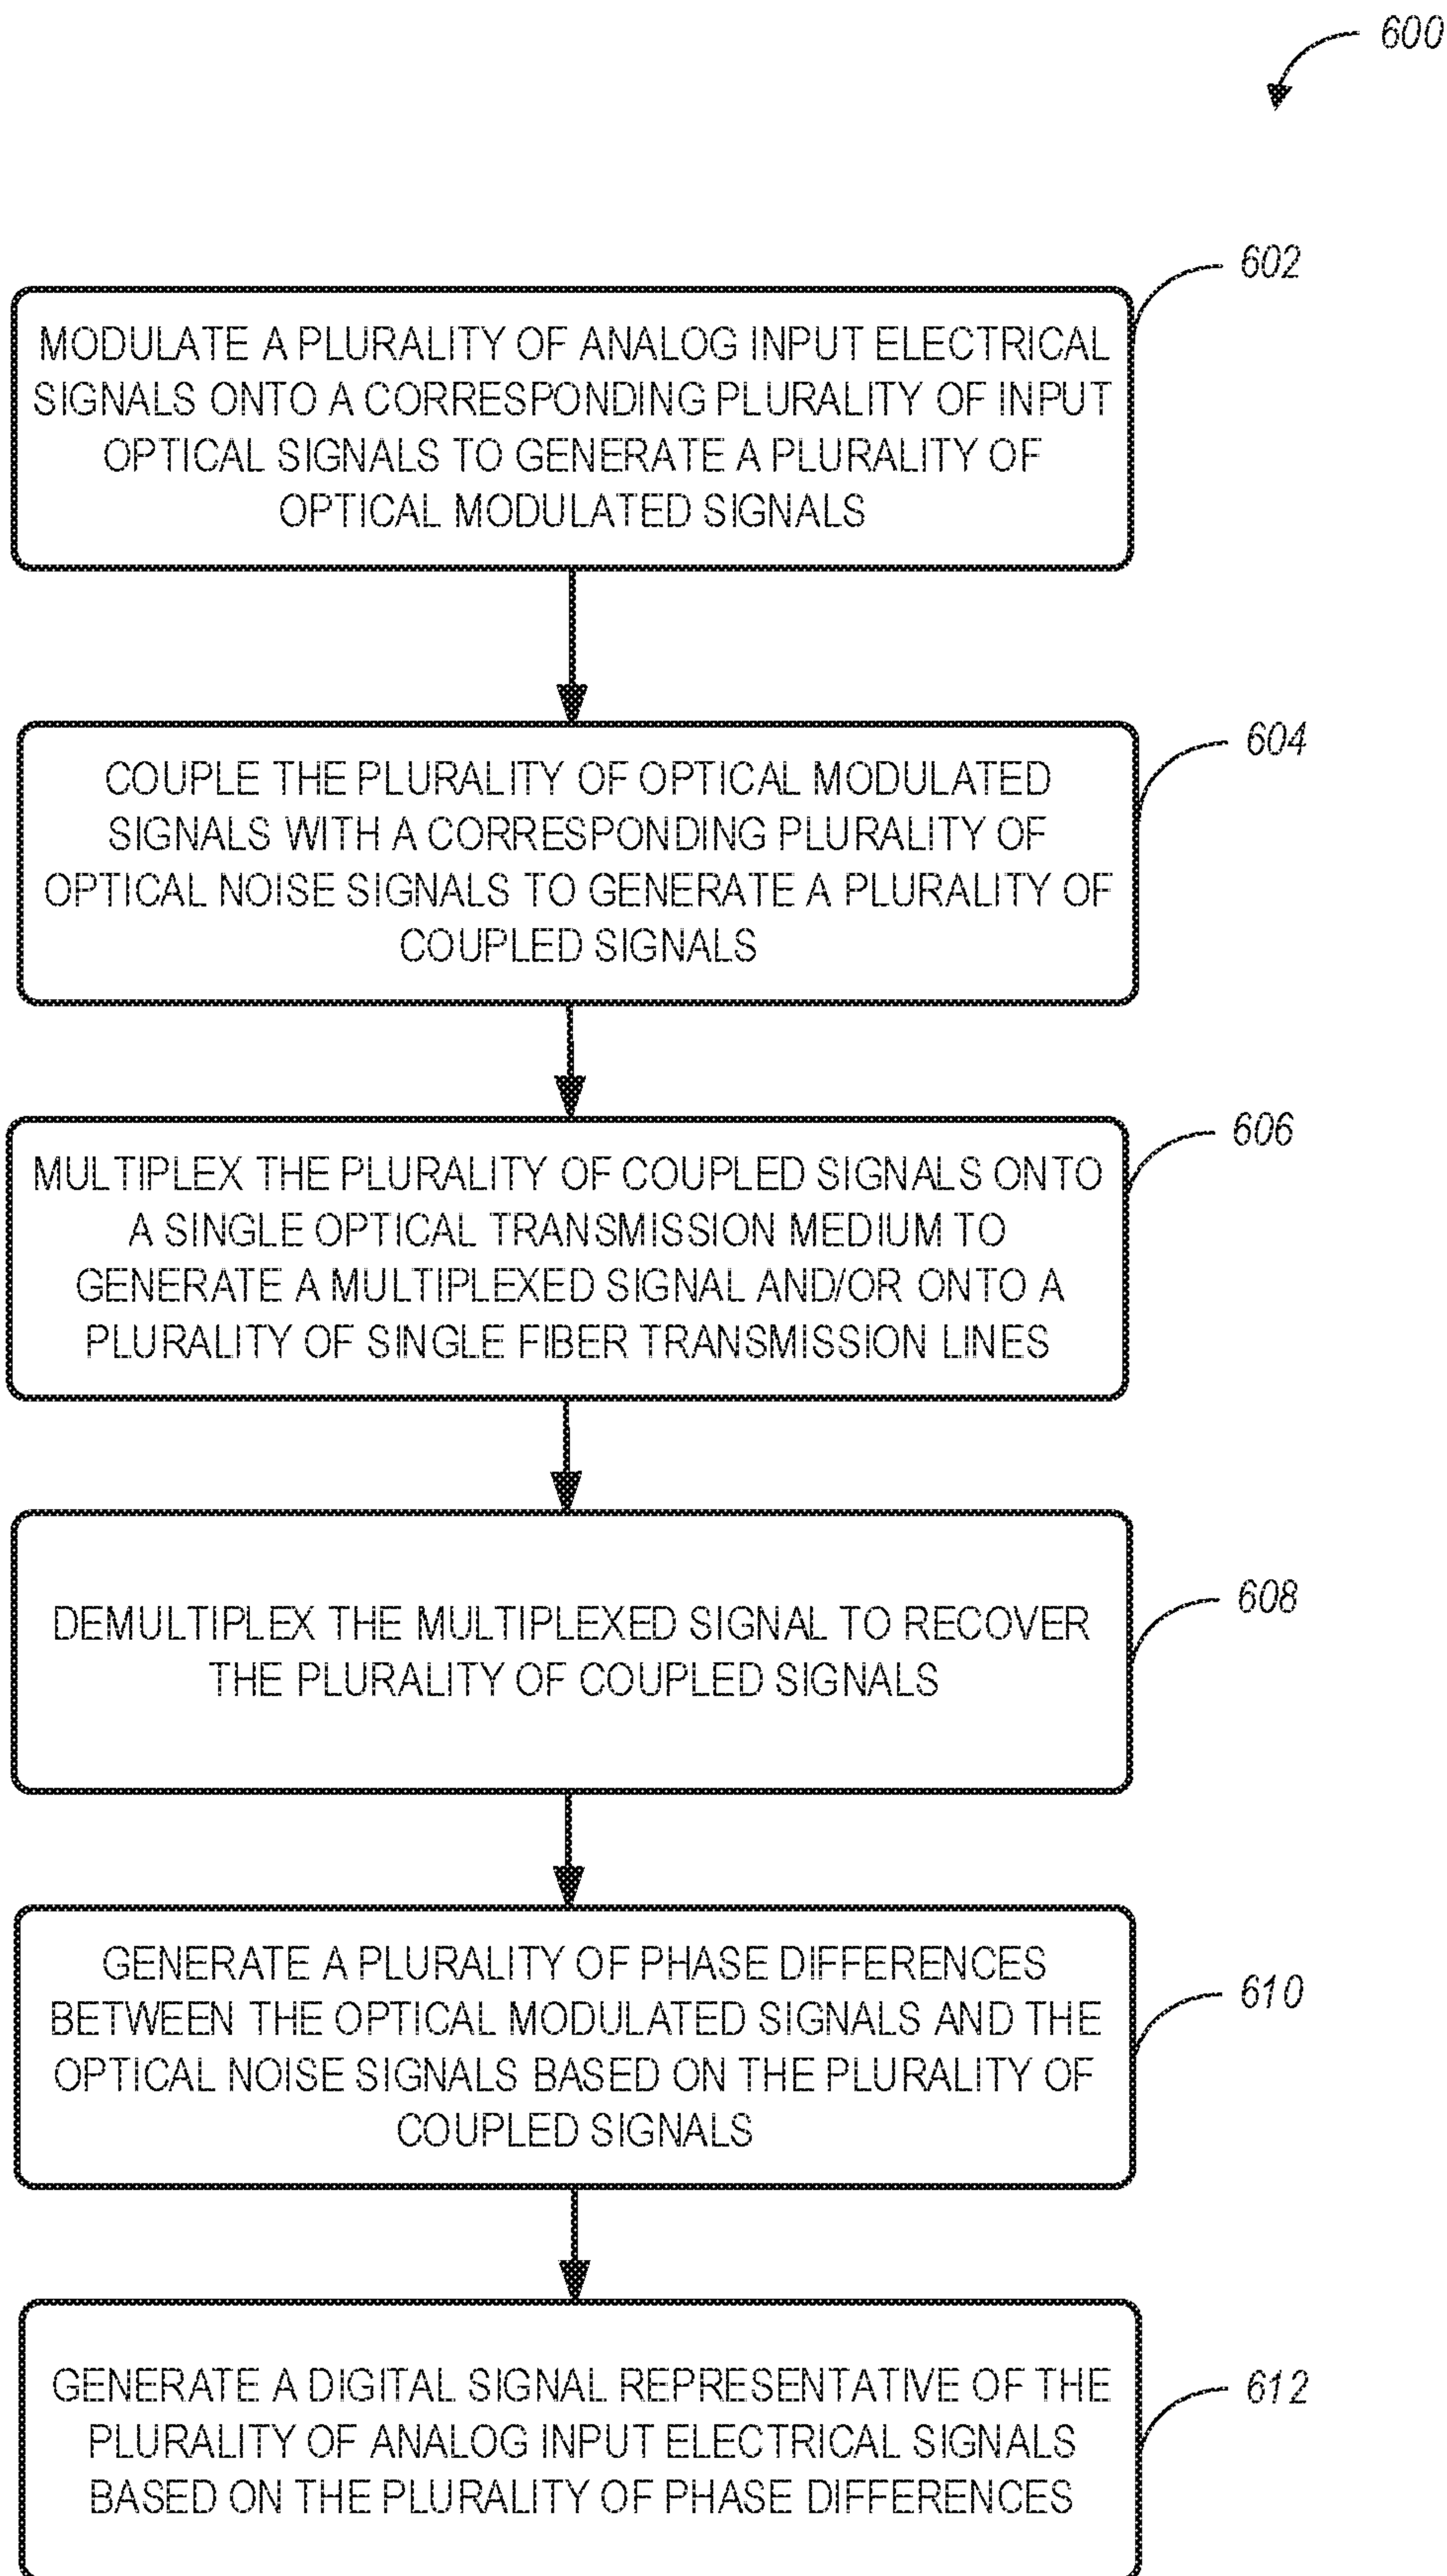 600
602
MODULATE A PLURALITY OF ANALOG INPUT ELECTRICAL
SIGNALS ONTO A CORRESPONDING PLURALITY OF INPUT
OPTICAL SIGNALS TO GENERATE A PLURALITY OF
OPTICAL MODULATED SIGNALS
604
COUPLE THE PLURALITY OF OPTICAL MODULATED
SIGNALS WITH A CORRESPONDING PLURALITY OF
OPTICAL NOISE SIGNALS TO GENERATE A PLURALITY OF
COUPLED SIGNALS
606
MULTIPLEX THE PLURALITY OF COUPLED SIGNALS ONTO
A SINGLE OPTICAL TRANSMISSION MEDIUM TO
GENERATE A MULTIPLEXED SIGNAL AND/OR ONTO A
PLURALITY OF SINGLE FIBER TRANSMISSION LINES
608
DEMULTIPLEX THE MULTIPLEXED SIGNAL TO RECOVER
THE PLURALITY OF COUPLED SIGNALS
610
GENERATE A PLURALITY OF PHASE DIFFERENCES
BETWEEN THE OPTICAL MODULATED SIGNALS AND THE
OPTICAL NOISE SIGNALS BASED ON THE PLURALITY OF
COUPLED SIGNALS
612
GENERATE A DIGITAL SIGNAL REPRESENTATIVE OF THE
PLURALITY OF ANALOG INPUT ELECTRICAL SIGNALS
BASED ON THE PLURALITY OF PHASE DIFFERENCES